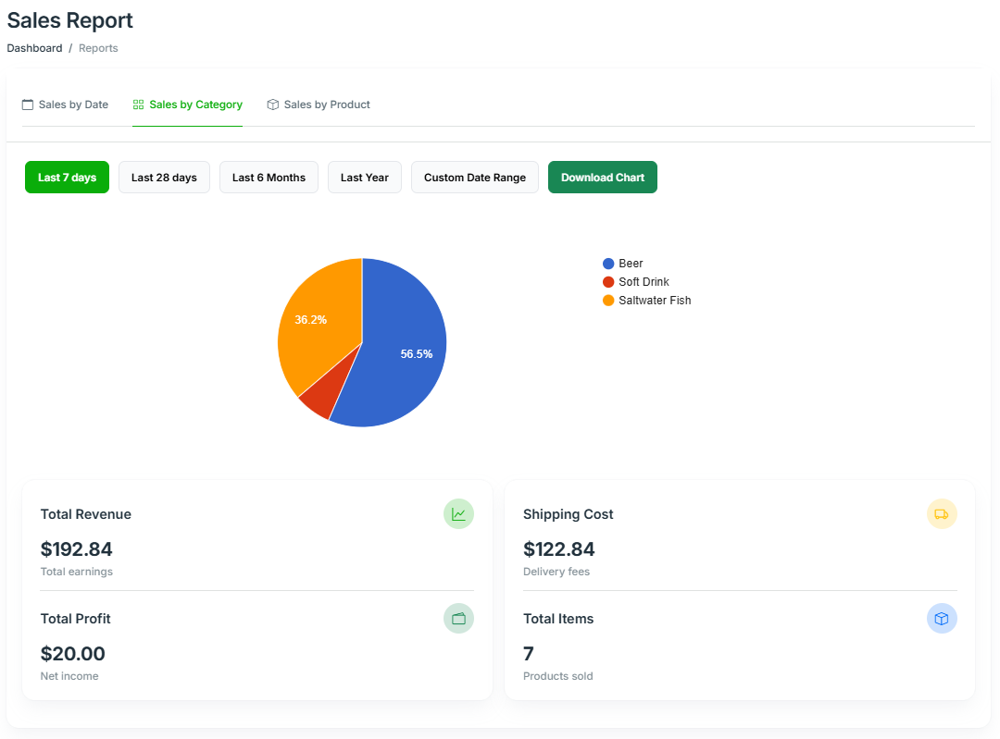 Sales Report
Dashboard / Reports
Sales by Date Sales by Category Sales by Product
Last 7 days Last 28 days Last 6 Months Last Year Custom Date Range Download Chart
Beer
Soft Drink
Saltwater Fish
36.2%
56.5%
Total Revenue
$192.84
Total earnings
Total Profit
$20.00
Net income
Shipping Cost
$122.84
Delivery fees
Total Items
7
Products sold